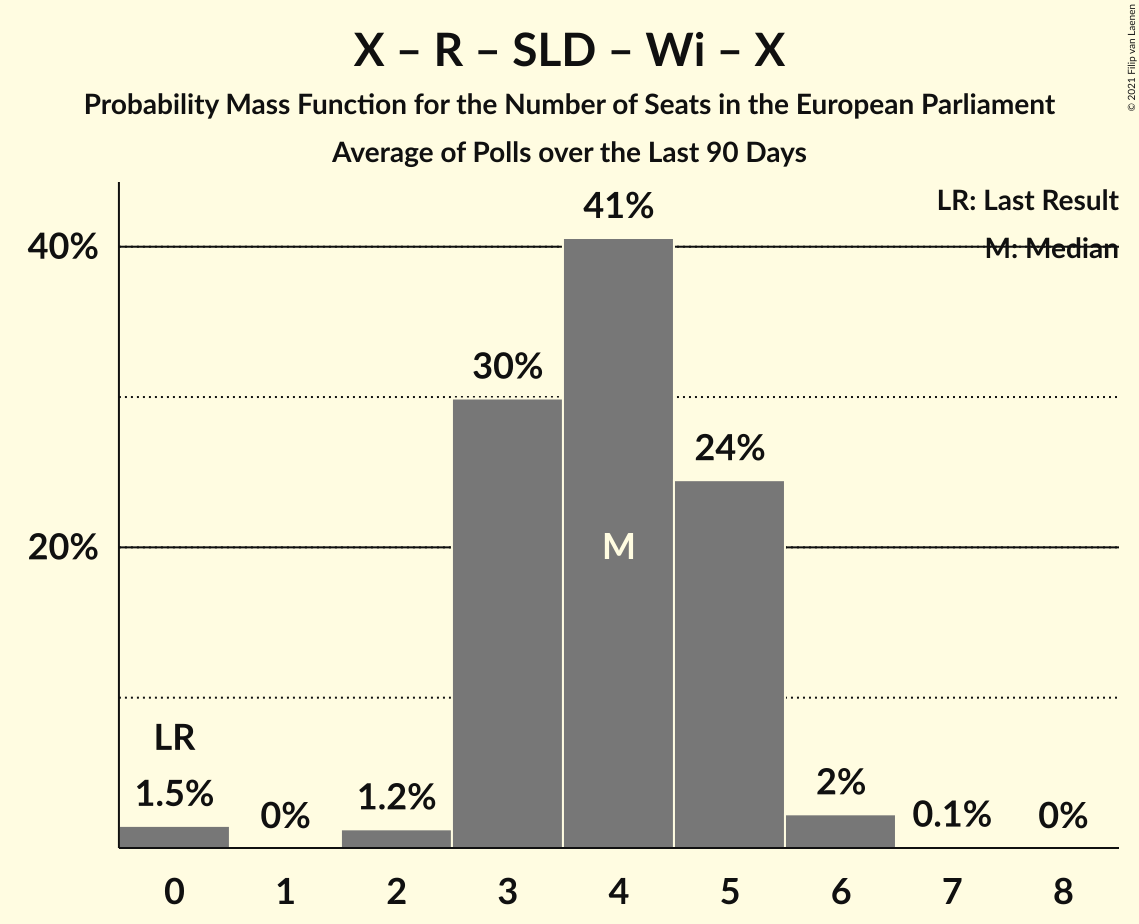 X – R – SLD – Wi – X
Probability Mass Function for the Number of Seats in the European Parliament
Average of Polls over the Last 90 Days
© 2021 Filip van Laenen
LR: Last Result
M: Median
40%
20%
LR
1.5%
0%
1.2%
30%
41%
M
24%
2%
0.1%
0%
0 1 2 3 4 5 6 7 8